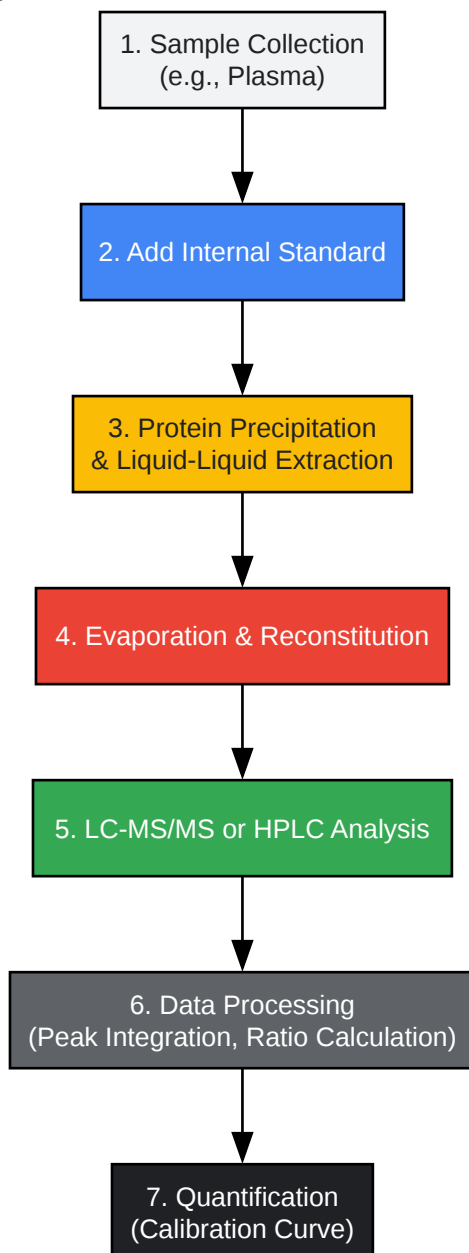 1. Sample Collection
(e.g., Plasma)
2. Add Internal Standard
3. Protein Precipitation
& Liquid-Liquid Extraction
4. Evaporation & Reconstitution
5. LC-MS/MS or HPLC Analysis
6. Data Processing
(Peak Integration, Ratio Calculation)
7. Quantification
(Calibration Curve)